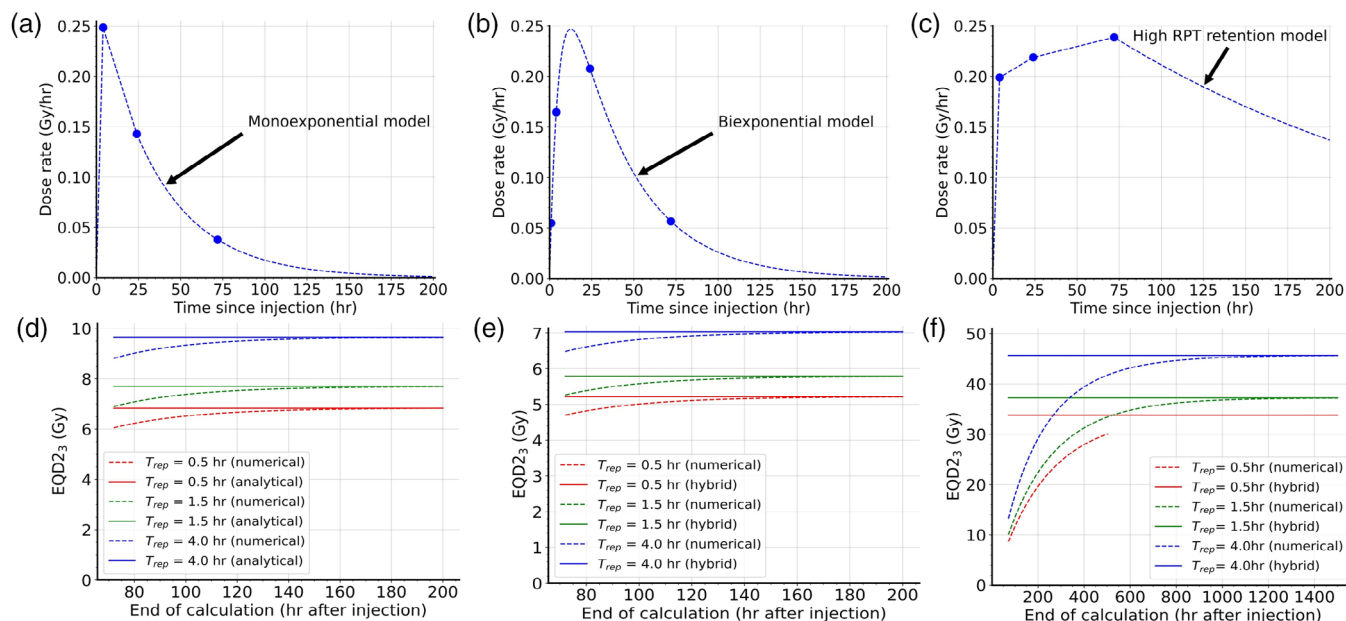 (a)
0.25
0.20
0.15
0.10
0.05
0.00
Dose rate (Gy/hr)
Monoexponential model
0 25 50 75 100 125 150 175 200
Time since injection (hr)
(b)
0.25
0.20
0.15
0.10
0.05
0.00
Dose rate (Gy/hr)
Biexponential model
0 25 50 75 100 125 150 175 200
Time since injection (hr)
(c)
0.25
0.20
0.15
0.10
0.05
0.00
Dose rate (Gy/hr)
High RPT retention model
0 25 50 75 100 125 150 175 200
Time since injection (hr)
(d)
10
8
6
4
2
0
EQD2₃ (Gy)
T_rep = 0.5 hr (numerical)
T_rep = 0.5 hr (analytical)
T_rep = 1.5 hr (numerical)
T_rep = 1.5 hr (analytical)
T_rep = 4.0 hr (numerical)
T_rep = 4.0 hr (analytical)
80 100 120 140 160 180 200
End of calculation (hr after injection)
(e)
7
6
5
4
3
2
1
0
EQD2₃ (Gy)
T_rep = 0.5 hr (numerical)
T_rep = 0.5 hr (hybrid)
T_rep = 1.5 hr (numerical)
T_rep = 1.5 hr (hybrid)
T_rep = 4.0 hr (numerical)
T_rep = 4.0 hr (hybrid)
80 100 120 140 160 180 200
End of calculation (hr after injection)
(f)
50
40
30
20
10
0
EQD2₃ (Gy)
T_rep= 0.5hr (numerical)
T_rep= 0.5hr (hybrid)
T_rep= 1.5hr (numerical)
T_rep= 1.5hr (hybrid)
T_rep= 4.0hr (numerical)
T_rep= 4.0hr (hybrid)
200 400 600 800 1000 1200 1400
End of calculation (hr after injection)